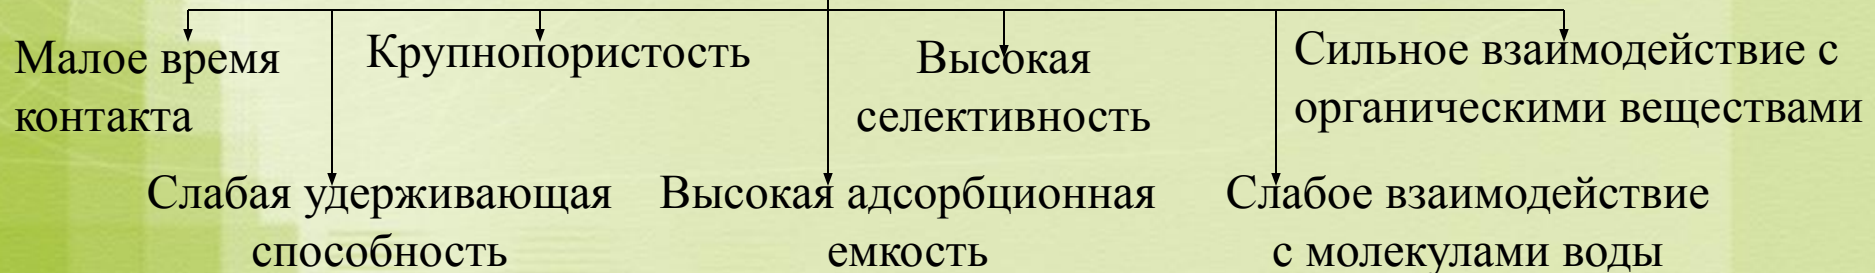 Малое время
контакта
Крупнопористость
Высокая
селективность
Сильное взаимодействие с
органическими веществами
Слабая удерживающая
способность
Высокая адсорбционная
емкость
Слабое взаимодействие
с молекулами воды